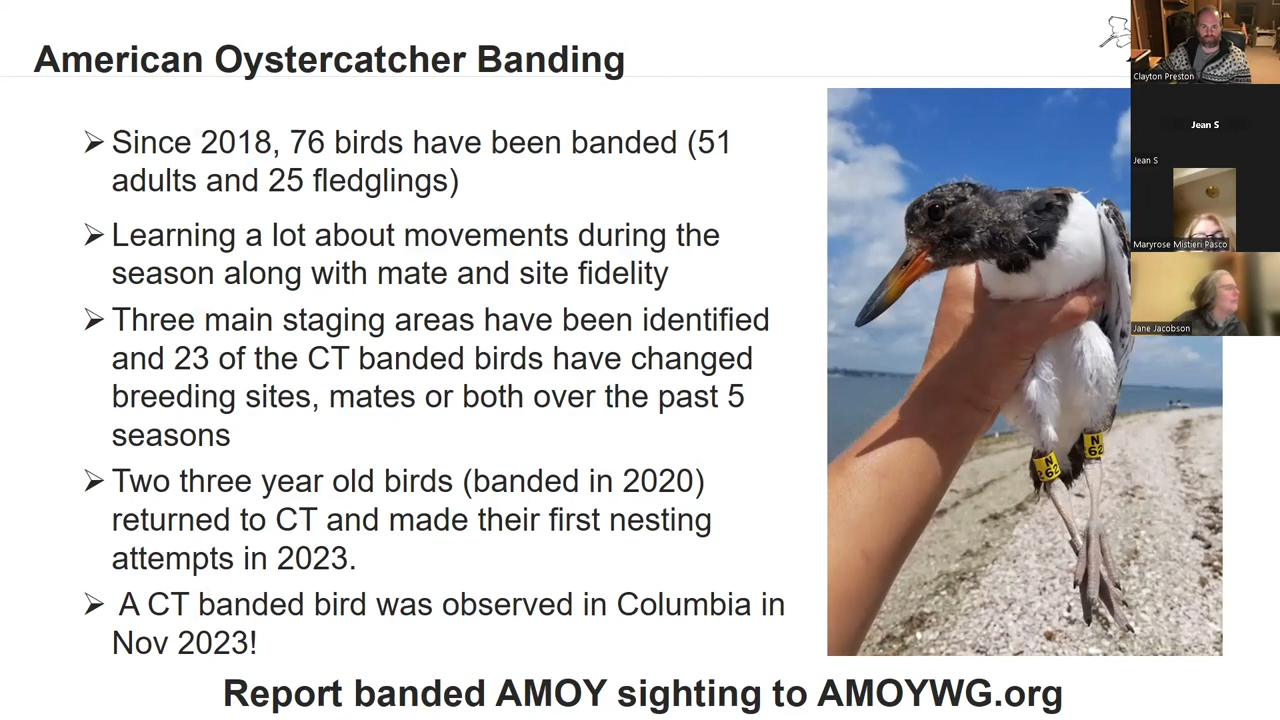 American Oystercatcher Banding
➢ Since 2018, 76 birds have been banded (51
adults and 25 fledglings)
➢ Learning a lot about movements during the
season along with mate and site fidelity
➢ Three main staging areas have been identified
and 23 of the CT banded birds have changed
breeding sites, mates or both over the past 5
seasons
➢ Two three year old birds (banded in 2020)
returned to CT and made their first nesting
attempts in 2023.
➢ A CT banded bird was observed in Columbia in
Nov 2023!
Report banded AMOY sighting to AMOYWG.org
N
62
N
62
Clayton Preston
Jean S
Jean S
Maryrose Mistieri Pasco
Jane Jacobson